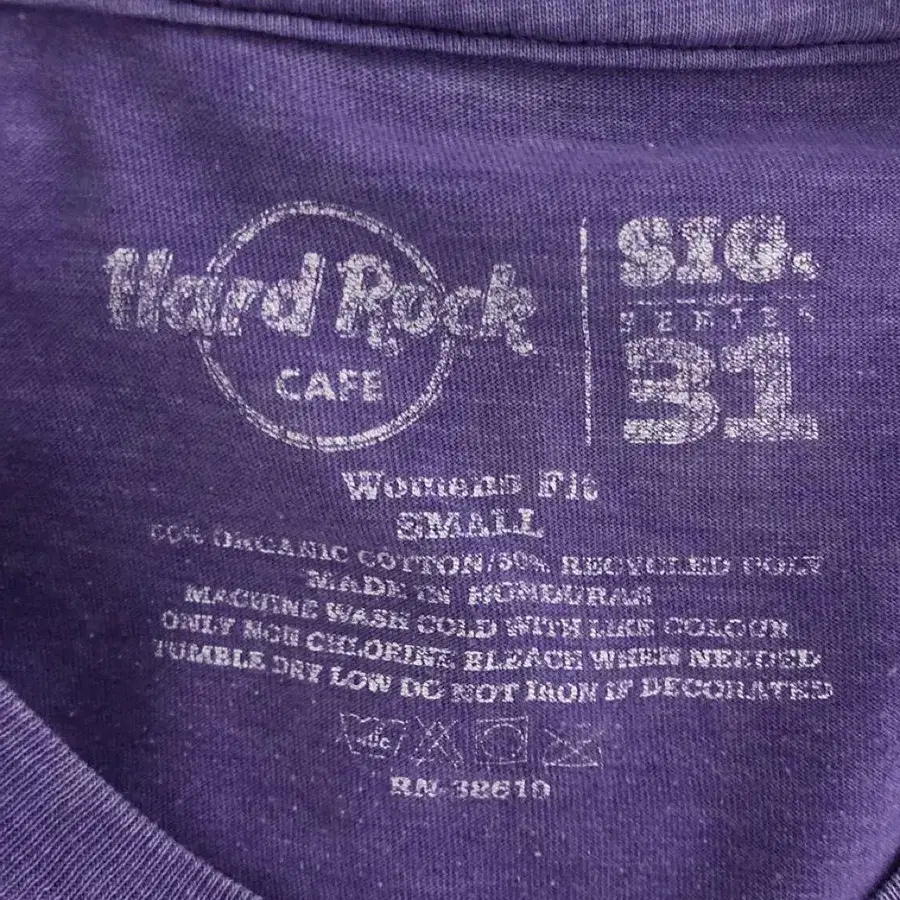 Hard Rock
CAFE
SIG.
SERIES
31
Womens Fit
SMALL
50% ORGANIC COTTON/50% RECYCLED POLY
MADE IN HONDURAS
MACHINE WASH COLD WITH LIKE COLOUR
ONLY NON CHLORINE BLEACH WHEN NEEDED
TUMBLE DRY LOW DO NOT IRON IF DECORATED
RN 38610